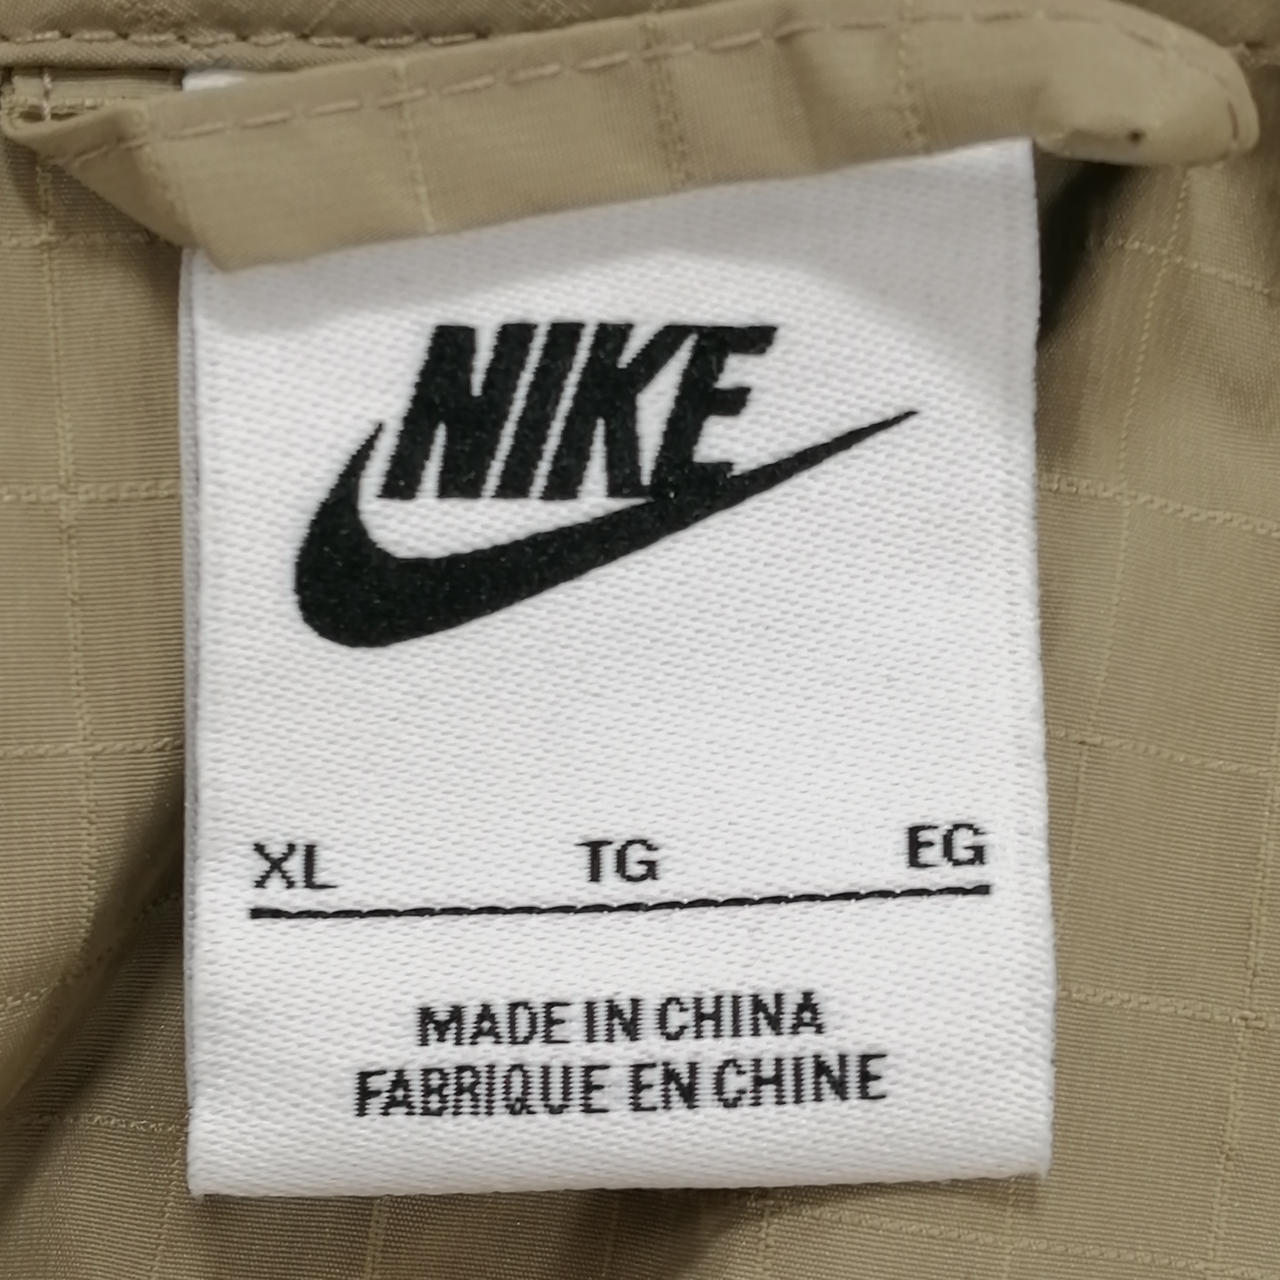 NIKE
XL TG EG
MADE IN CHINA
FABRIQUE EN CHINE